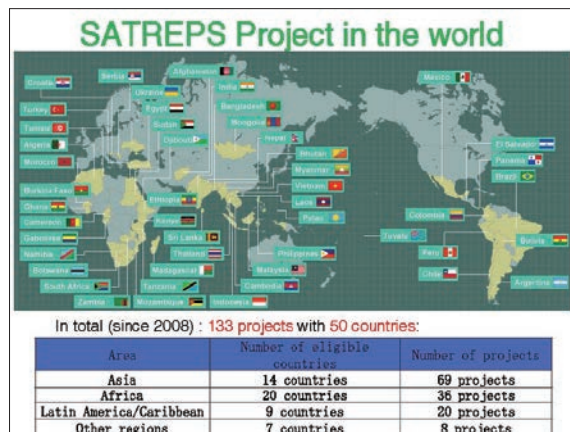 SATREPS Project in the world
Croatia
Serbia
Afghanistan
India
Mexico
Turkey
Ukraine
Egypt
Bangladesh
Tunisia
Sudan
Mongolia
El Salvador
Algeria
Djibouti
Nepal
Panama
Morocco
Bhutan
Brazil
Myanmar
Burkina Faso
Ethiopia
Vietnam
Ghana
Laos
Colombia
Cameroon
Kenya
Palau
Gabonese
Sri Lanka
Tuvalu
Bolivia
Namibia
Thailand
Philippines
Peru
Botswana
Madagascar
Malaysia
Chile
South Africa
Tanzania
Cambodia
Argentina
Zambia
Mozambique
Indonesia
In total (since 2008) : 133 projects with 50 countries:
Area Number of eligible countries Number of projects
Asia 14 countries 69 projects
Africa 20 countries 36 projects
Latin America/Caribbean 9 countries 20 projects
Other regions 7 countries 8 projects